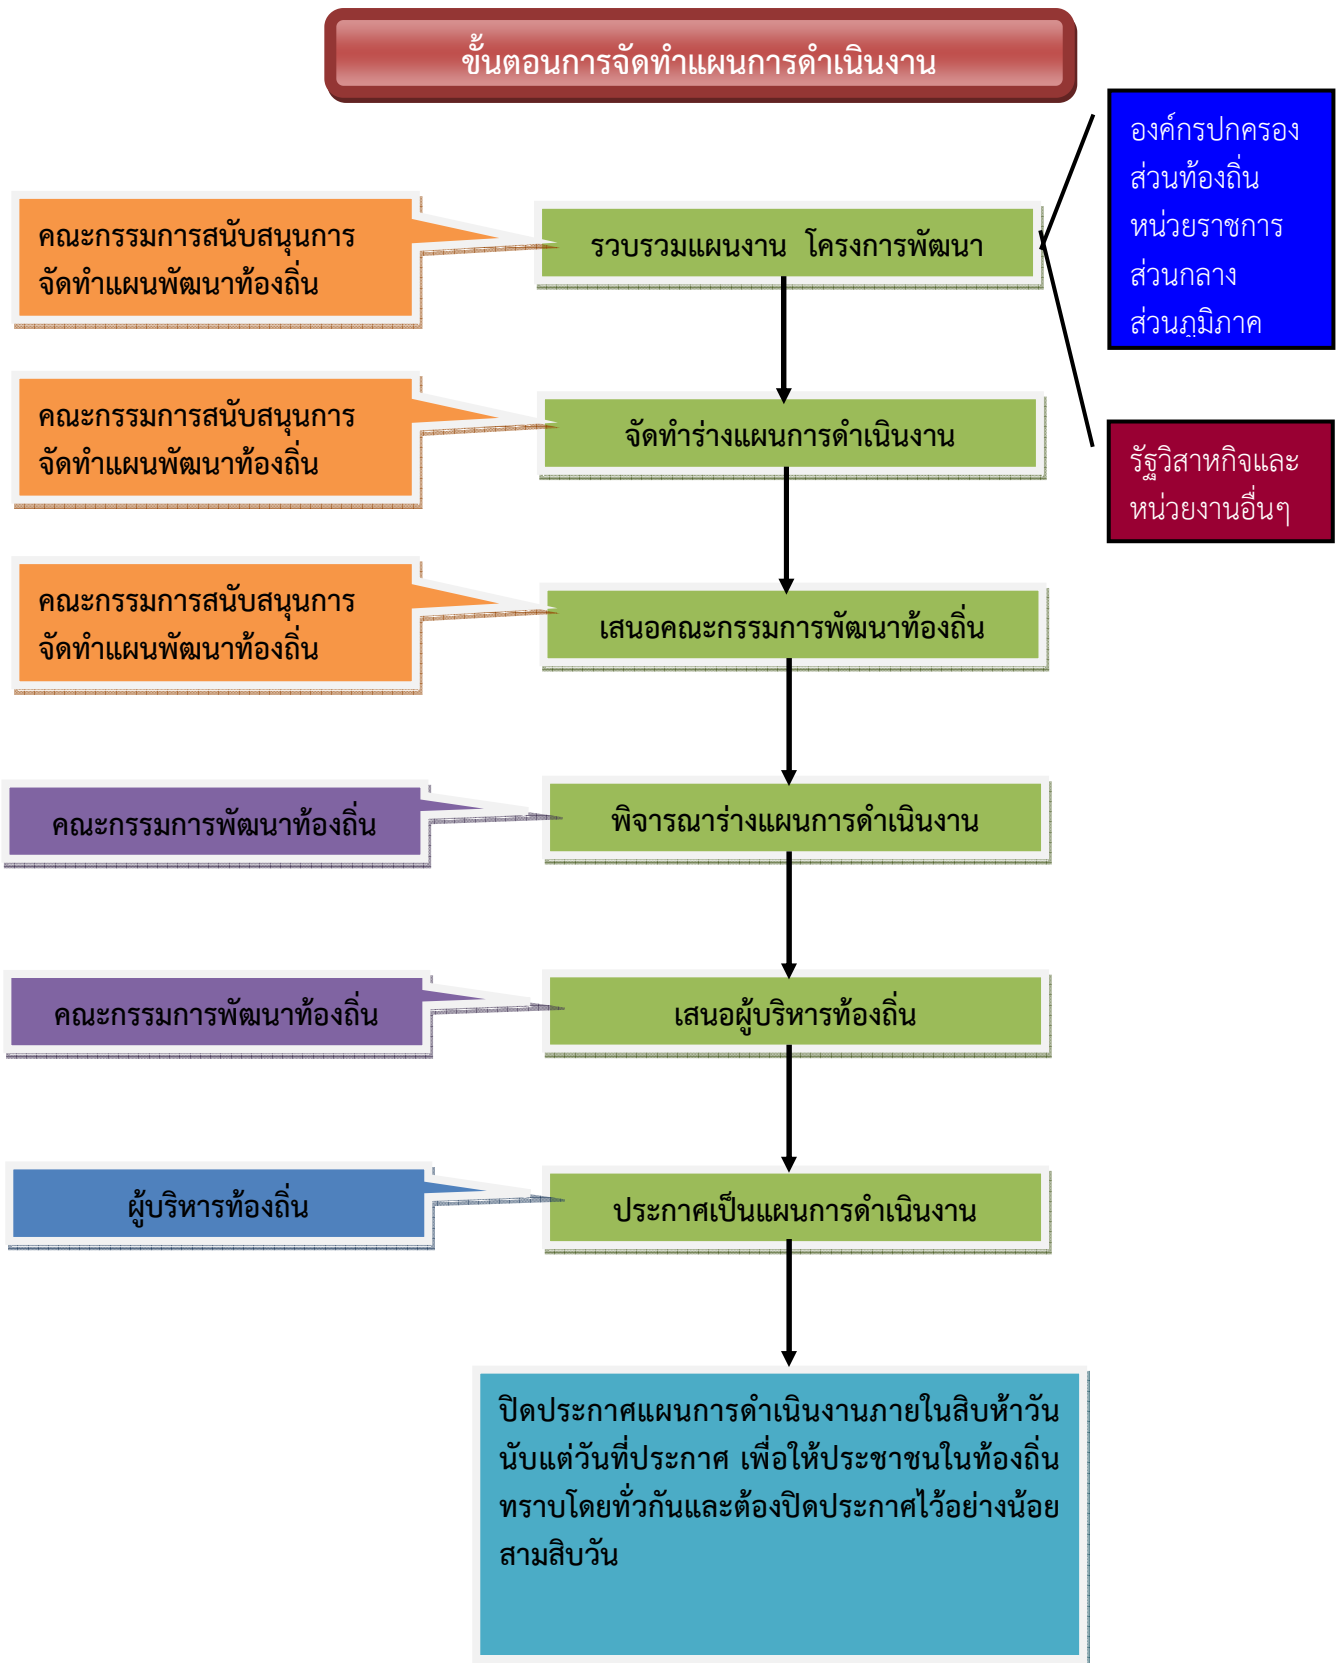 ขั้นตอนการจัดทำแผนการดำเนินงาน
องค์กรปกครอง
ส่วนท้องถิ่น
หน่วยราชการ
ส่วนกลาง
ส่วนภูมิภาค
คณะกรรมการสนับสนุนการ
จัดทำแผนพัฒนาท้องถิ่น
รวบรวมแผนงาน โครงการพัฒนา
คณะกรรมการสนับสนุนการ
จัดทำแผนพัฒนาท้องถิ่น
จัดทำร่างแผนการดำเนินงาน
รัฐวิสาหกิจและ
หน่วยงานอื่นๆ
คณะกรรมการสนับสนุนการ
จัดทำแผนพัฒนาท้องถิ่น
เสนอคณะกรรมการพัฒนาท้องถิ่น
คณะกรรมการพัฒนาท้องถิ่น
พิจารณาร่างแผนการดำเนินงาน
คณะกรรมการพัฒนาท้องถิ่น
เสนอผู้บริหารท้องถิ่น
ผู้บริหารท้องถิ่น
ประกาศเป็นแผนการดำเนินงาน
ปิดประกาศแผนการดำเนินงานภายในสิบห้าวัน
นับแต่วันที่ประกาศ เพื่อให้ประชาชนในท้องถิ่น
ทราบโดยทั่วกันและต้องปิดประกาศไว้อย่างน้อย
สามสิบวัน